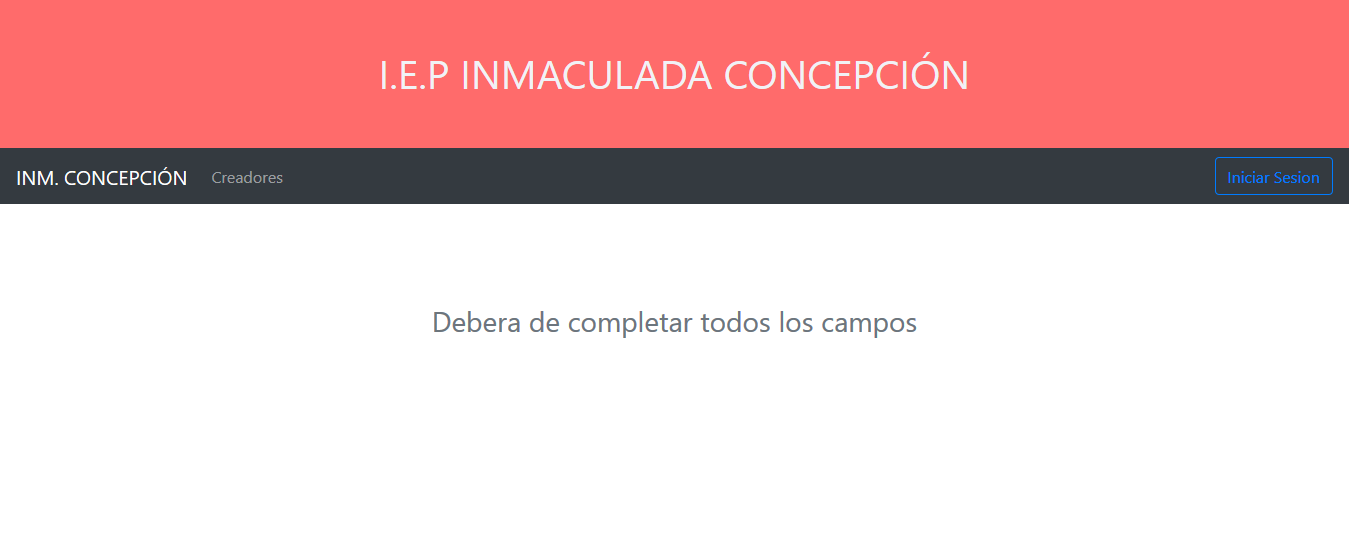 I.E.P INMACULADA CONCEPCIÓN
INM. CONCEPCIÓN Creadores Iniciar Sesion
Debera de completar todos los campos